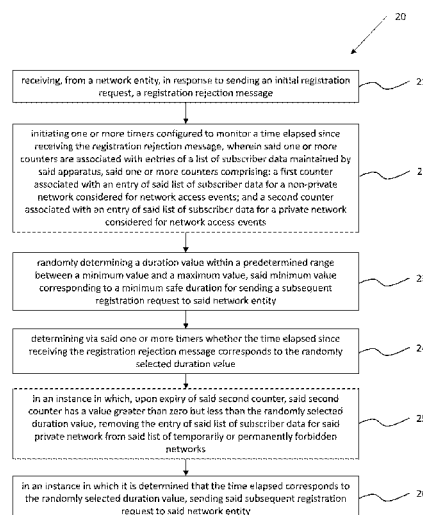 20
receiving, from a network entity, in response to sending an initial registration
request, a registration rejection message
initiating one or more timers configured to monitor a time elapsed since
receiving the registration rejection message, wherein said one or more
counters are associated with entries of a list of subscriber data maintained by
said apparatus, said one or more counters comprising: a first counter
associated with an entry of said list of subscriber data for a non-private
network considered for network access events; and a second counter
associated with an entry of said list of subscriber data for a private network
considered for network access events
randomly determining a duration value within a predetermined range
between a minimum value and a maximum value, said minimum value
corresponding to a minimum safe duration for sending a subsequent
registration request to said network entity
determining via said one or more timers whether the time elapsed since
receiving the registration rejection message corresponds to the randomly
selected duration value
in an instance in which, upon expiry of said second counter, said second
counter has a value greater than zero but less than the randomly selected
duration value, removing the entry of said list of subscriber data for said
private network from said list of temporarily or permanently forbidden
networks
in an instance in which it is determined that the time elapsed corresponds to
the randomly selected duration value, sending said subsequent registration
request to said network entity